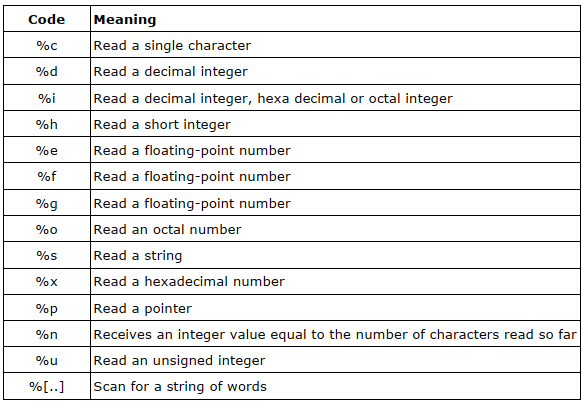 Code Meaning
%c Read a single character
%d Read a decimal integer
%i Read a decimal integer, hexa decimal or octal integer
%h Read a short integer
%e Read a floating-point number
%f Read a floating-point number
%g Read a floating-point number
%o Read an octal number
%s Read a string
%x Read a hexadecimal number
%p Read a pointer
%n Receives an integer value equal to the number of characters read so far
%u Read an unsigned integer
%[..] Scan for a string of words